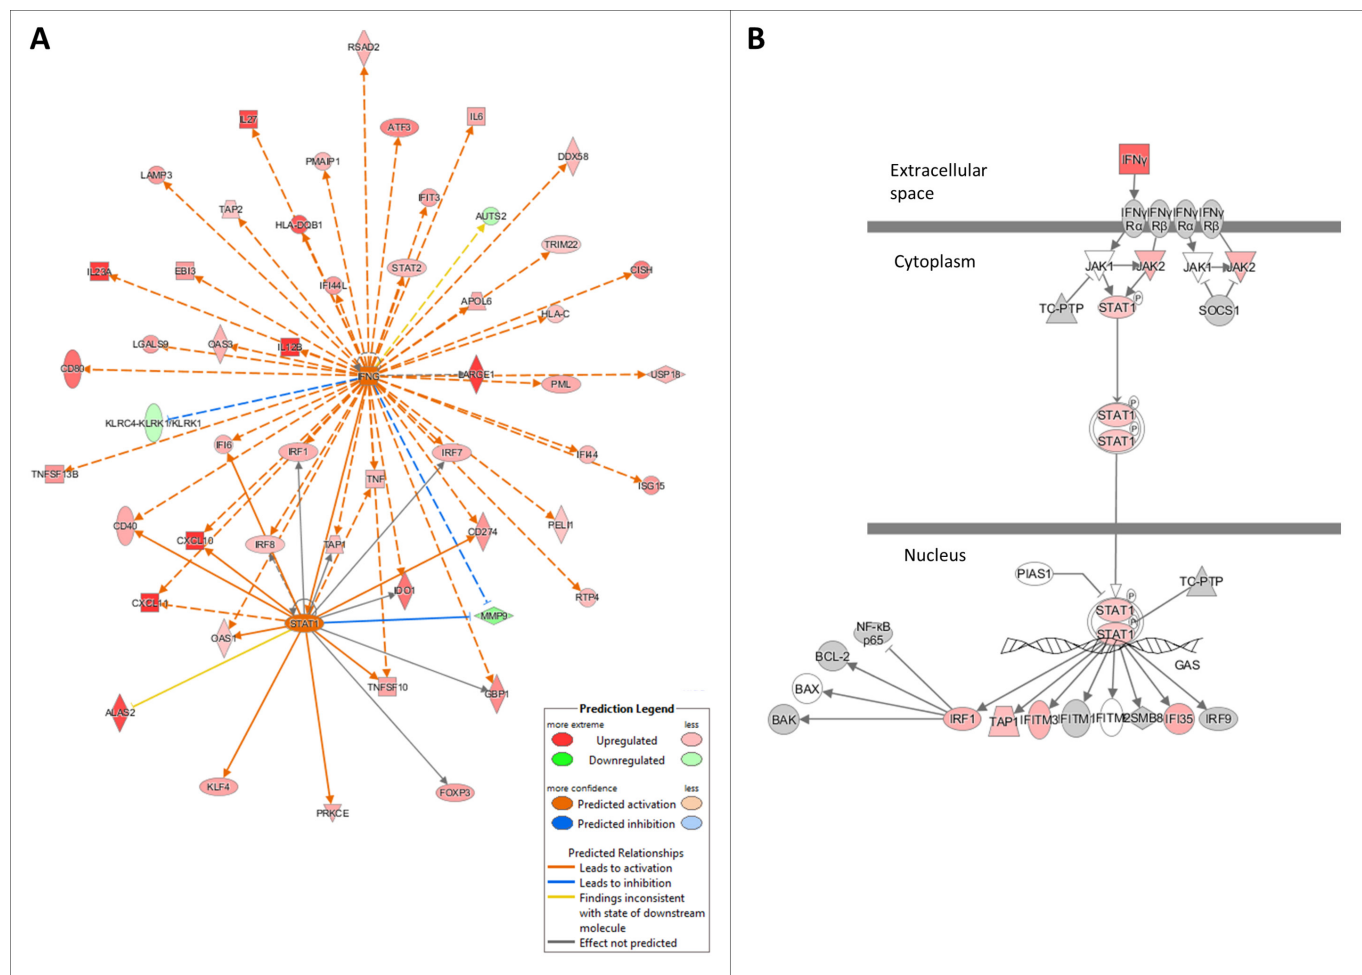 A
RSAD2
IL27
ATF3
IL6
PMAIP1
DDX58
LAMP3
TAP2
HLA-DQB1
IFIT3
AUTS2
TRIM22
IL23A
EBI3
IFI44L
STAT2
CISH
APOL6
HLA-C
LGALS9
OAS3
IL12B
CD80
IFNG
LARGE1
PML
USP18
KLRC4-KLRK1/KLRK1
IFI6
IRF1
IRF7
IFI44
TNFSF13B
TNF
ISG15
CD40
CXCL10
IRF8
TAP1
CD274
PELI1
CXCL11
IDO1
RTP4
STAT1
MMP9
OAS1
TNFSF10
GBP1
ALAS2
KLF4
PRKCE
FOXP3
Prediction Legend
more extreme less
Upregulated
Downregulated
more confidence less
Predicted activation
Predicted inhibition
Predicted Relationships
Leads to activation
Leads to inhibition
Findings inconsistent
with state of downstream
molecule
Effect not predicted
B
Extracellular
space
IFNγ
IFNγ IFNγ IFNγ IFNγ
Rα Rβ Rα Rβ
Cytoplasm
JAK1 JAK2 JAK1 JAK2
TC-PTP STAT1 P SOCS1
STAT1 P
STAT1 P
Nucleus
PIAS1 TC-PTP
STAT1 P
STAT1 P
GAS
NF-κB
p65
BCL-2
BAX
BAK
IRF1 TAP1 IFITM3 IFITM1 IFITM2 PSMB8 IFI35 IRF9